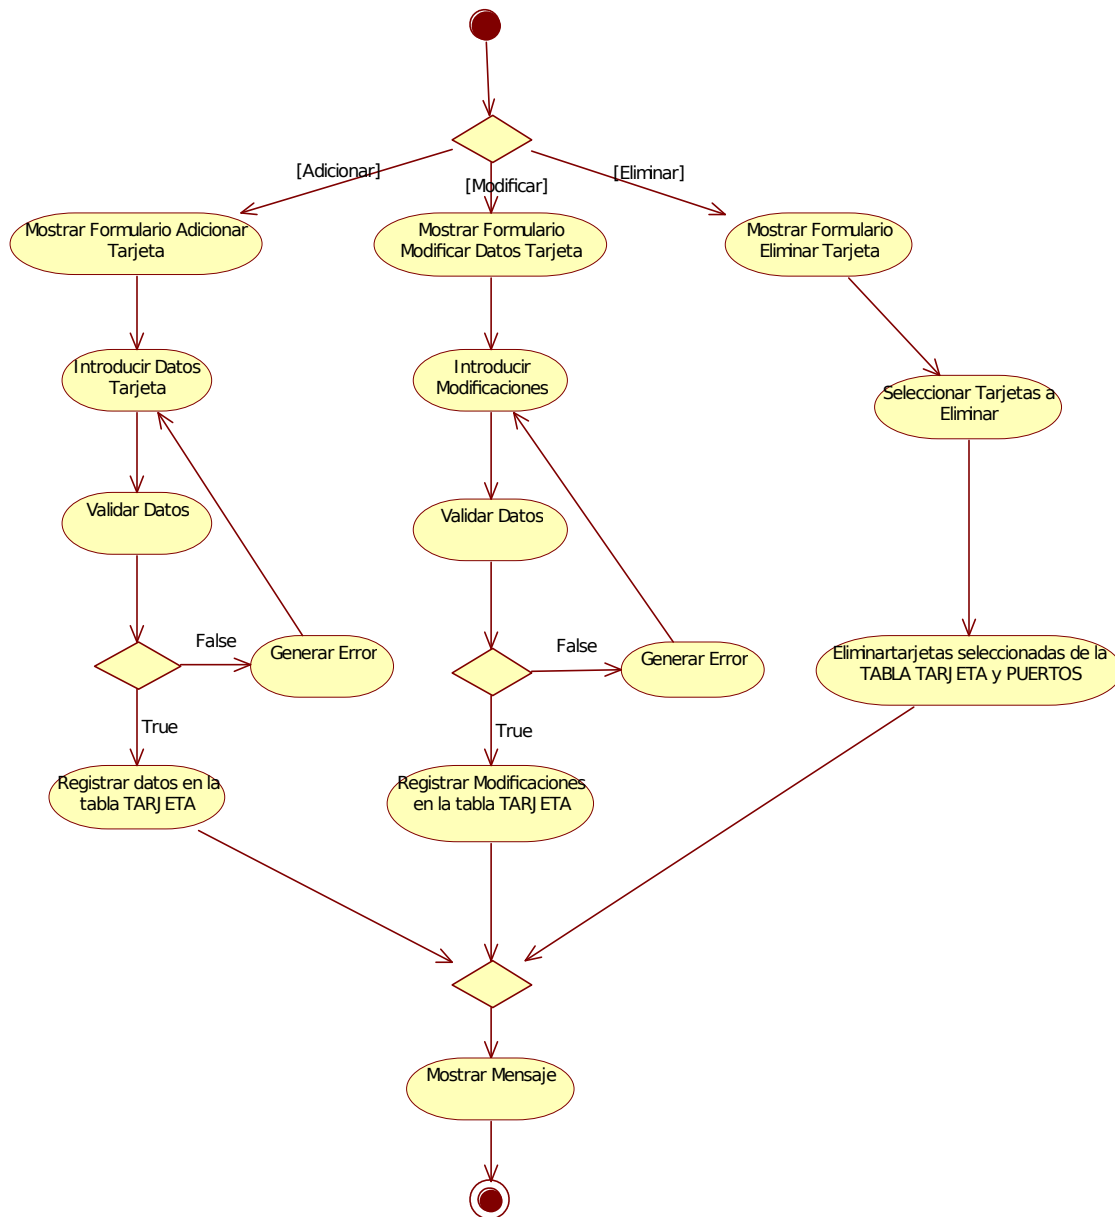 [Adicionar]
[Modificar]
[Eliminar]
Mostrar Formulario Adicionar
Tarjeta
Mostrar Formulario
Modificar Datos Tarjeta
Mostrar Formulario
Eliminar Tarjeta
Introducir Datos
Tarjeta
Introducir
Modificaciones
Seleccionar Tarjetas a
Eliminar
Validar Datos
Validar Datos
False
Generar Error
False
Generar Error
Eliminartarjetas seleccionadas de la
TABLA TARJETA y PUERTOS
True
True
Registrar datos en la
tabla TARJETA
Registrar Modificaciones
en la tabla TARJETA
Mostrar Mensaje